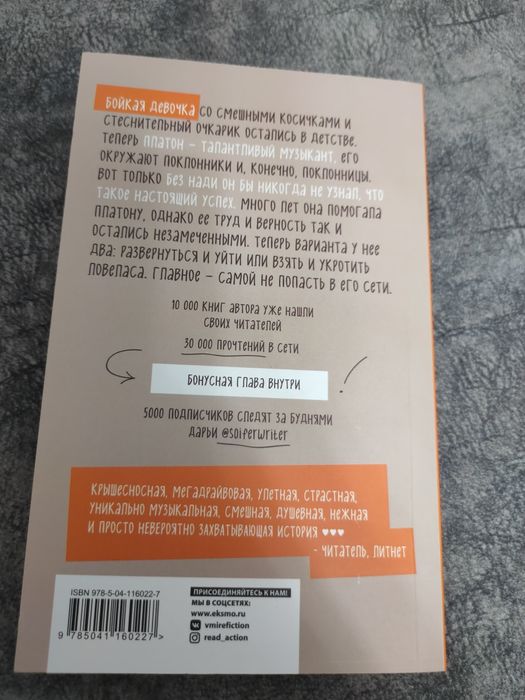 Бойкая девочка со смешными косичками и
стеснительный очкарик остались в детстве.
Теперь Платон – талантливый музыкант, его
окружают поклонники и, конечно, поклонницы.
Вот только без Нади он бы никогда не узнал, что
такое настоящий успех. Много лет она помогала
Платону, однако ее труд и верность так и
остались незамеченными. Теперь варианта у нее
два: развернуться и уйти или взять и укротить
ловеласа. Главное – самой не попасть в его сети.
10 000 книг автора уже нашли
своих читателей
30 000 прочтений в сети
Бонусная глава внутри
!
5000 подписчиков следят за буднями
Дарьи @soiferwriter
Крышесносная, мегадрайвовая, улетная, страстная,
уникально музыкальная, смешная, душевная, нежная
и просто невероятно захватывающая история ♥♥♥
- читатель, Литнет
ISBN 978-5-04-116022-7
9 785041 160227 >
ПРИСОЕДИНЯЙТЕСЬ К НАМ!
МЫ В СОЦСЕТЯХ:
www.eksmo.ru
vmirefiction
read_action